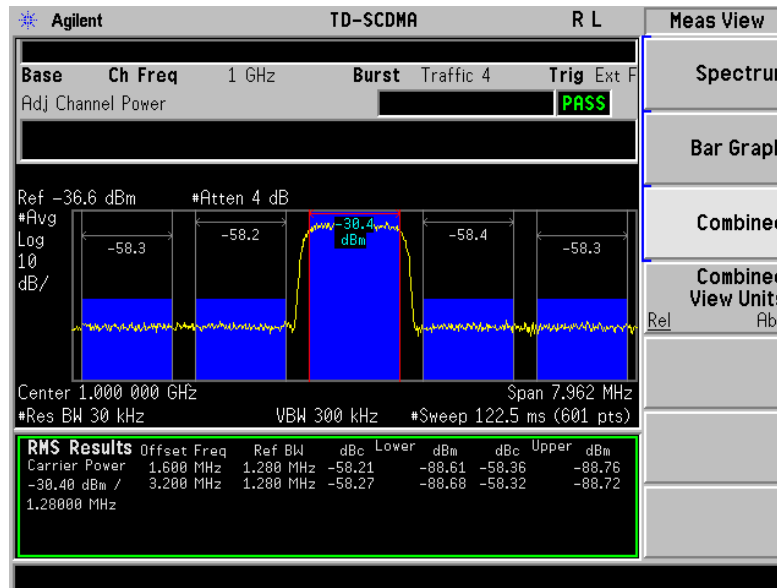 Agilent TD-SCDMA R L Meas View
Base Ch Freq 1 GHz Burst Traffic 4 Trig Ext F
Adj Channel Power PASS
Spectrum
Bar Graph
Ref -36.6 dBm #Atten 4 dB
#Avg
Log
10
dB/
-58.3
-58.2
-30.4
dBm
-58.4
-58.3
Combined
Combined
View Units
Rel Ab
Center 1.000 000 GHz Span 7.962 MHz
#Res BW 30 kHz VBW 300 kHz #Sweep 122.5 ms (601 pts)
RMS Results Offset Freq Ref BW dBc Lower dBm dBc Upper dBm
Carrier Power 1.600 MHz 1.280 MHz -58.21 -88.61 -58.36 -88.76
-30.40 dBm / 3.200 MHz 1.280 MHz -58.27 -88.68 -58.32 -88.72
1.28000 MHz